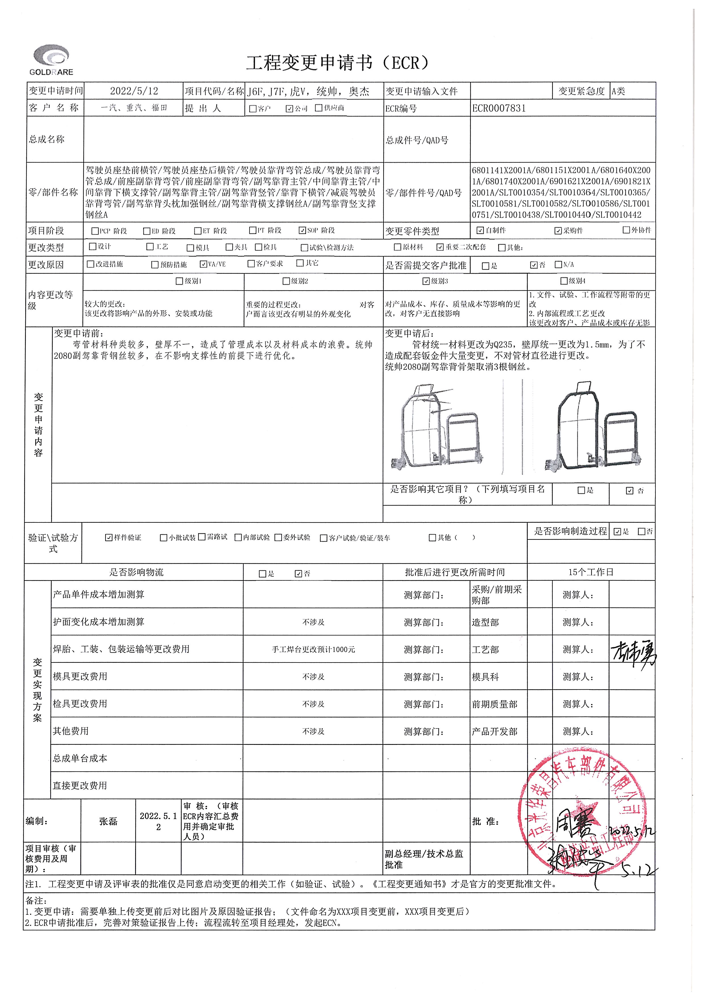 GOLDRARE
工程变更申请书（ECR）
变更申请时间 2022/5/12 项目代码/名称 J6F,J7F,虎V，统帅，奥杰 变更申请输入文件 变更紧急度 A类
客 户 名 称 一汽、重汽、福田 提 出 人 □客户 ☑公司 □供应商 ECR编号 ECR0007831
总成名称 总成件号/QAD号
零/部件名称
驾驶员座垫前横管/驾驶员座垫后横管/驾驶员靠背弯管总成/驾驶员靠背弯
管总成/前座副靠背弯管/前座副靠背弯管/副驾靠背主管/中间靠背主管/中
间靠背下横支撑管/副驾靠背主管/副驾靠背竖管/靠背下横管/减震驾驶员
靠背弯管/副驾靠背头枕加强钢丝/副驾靠背横支撑钢丝A/副驾靠背竖支撑
钢丝A
零/部件件号/QAD号
6801141X2001A/6801151X2001A/6801640X200
1A/6801740X2001A/6901621X2001A/6901821X
2001A/SLT0010354/SLT0010364/SLT0010365/
SLT0010581/SLT0010582/SLT0010586/SLT001
0751/SLT0010438/SLT0010440/SLT0010442
项目阶段 □PCP 阶段 □ED 阶段 □ET 阶段 □PT 阶段 ☑SOP 阶段 变更零件类型 ☑自制件 ☑采购件 □外协件
更改类型 □设计 □工艺 □模具 □夹具 □检具 □试验\检测方法 □原材料 ☑重要二次配套 □其他：
更改原因 □改进措施 □预防措施 ☑VA/VE □客户要求 □其它 是否需提交客户批准 □是 ☑否 □N/A
内容更改等
级
□级别1 □级别2 ☑级别3 □级别4
较大的更改：
该更改将影响产品的外形、安装或功能
重要的过程更改： 对客
户而言该更改有明显的外观变化
对产品成本、库存、质量成本等影响的更
改，对客户无直接影响
1.文件、试验、工作流程等附带的更
改
2.内部流程或工艺更改
该更改对客户、产品成本或库存无影
变更申请内容
变更申请前：
弯管材料种类较多，壁厚不一，造成了管理成本以及材料成本的浪费。统帅
2080副驾靠背钢丝较多，在不影响支撑性的前提下进行优化。
变更申请后：
管材统一材料更改为Q235，壁厚统一更改为1.5mm，为了不
造成配套钣金件大量变更，不对管材直径进行更改。
统帅2080副驾靠背骨架取消3根钢丝。
是否影响其它项目？（下列填写项目名
称） □是 ☑ 否
验证\试验方
式
☑样件验证 □小批试装 □需路试 □内部试验 □委外试验 □客户试验/验证/装车 □其他（ ）
是否影响制造过程 ☑是 □否
是否影响物流 □是 ☑否 批准后进行更改所需时间 15个工作日
变更实现方案
产品单件成本增加测算 测算部门： 采购/前期采
购部 测算人：
护面变化成本增加测算 不涉及 测算部门： 造型部 测算人：
焊胎、工装、包装运输等更改费用 手工焊台更改预计1000元 测算部门： 工艺部 测算人：
模具更改费用 不涉及 测算部门： 模具科 测算人：
检具更改费用 不涉及 测算部门： 前期质量部 测算人：
其他费用 不涉及 测算部门： 产品开发部 测算人：
总成单台成本
直接更改费用
北京光华荣昌汽车部件有限公司
编制： 张磊 2022.5.1
2
审 核：（审核
ECR内容汇总费
用并确定审批
人员）
批 准： 周赛 2022.5.12
项目审核（审
核费用及周
期）：
副总经理/技术总监
批准
5.12
注1. 工程变更申请及评审表的批准仅是同意启动变更的相关工作（如验证、试验）。《工程变更通知书》才是官方的变更批准文件。
备注：
1.变更申请：需要单独上传变更前后对比图片及原因验证报告；（文件命名为XXX项目变更前，XXX项目变更后）
2.ECR申请批准后，完善对策验证报告上传；流程流转至项目经理处，发起ECN。